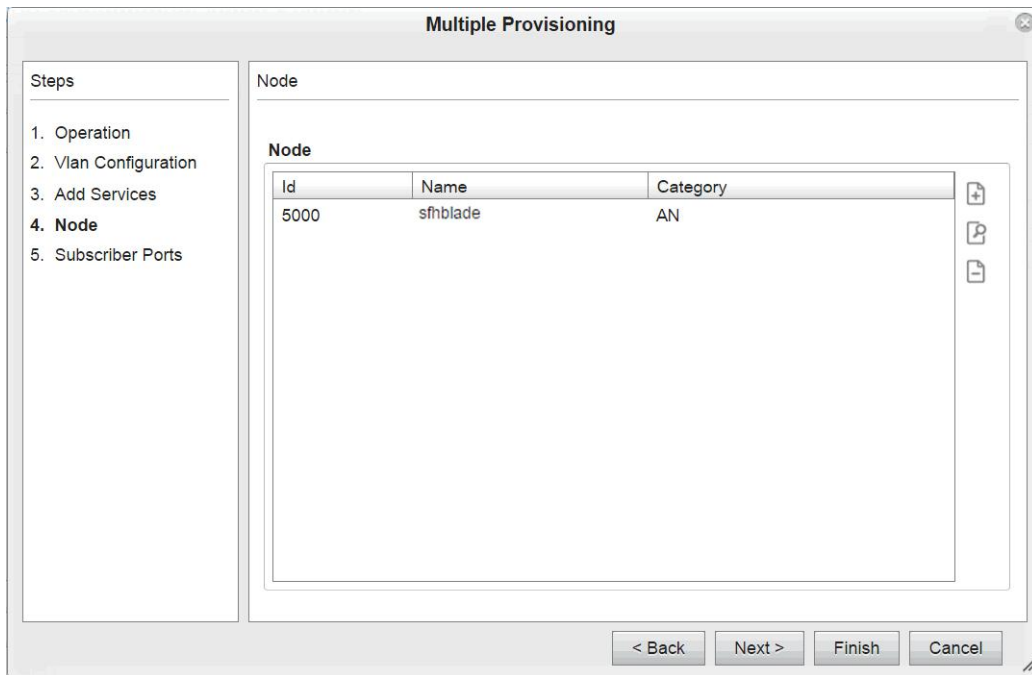 Multiple Provisioning
Steps
1. Operation
2. Vlan Configuration
3. Add Services
4. Node
5. Subscriber Ports
Node
Node
Id Name Category
5000 sfhblade AN
< Back Next > Finish Cancel